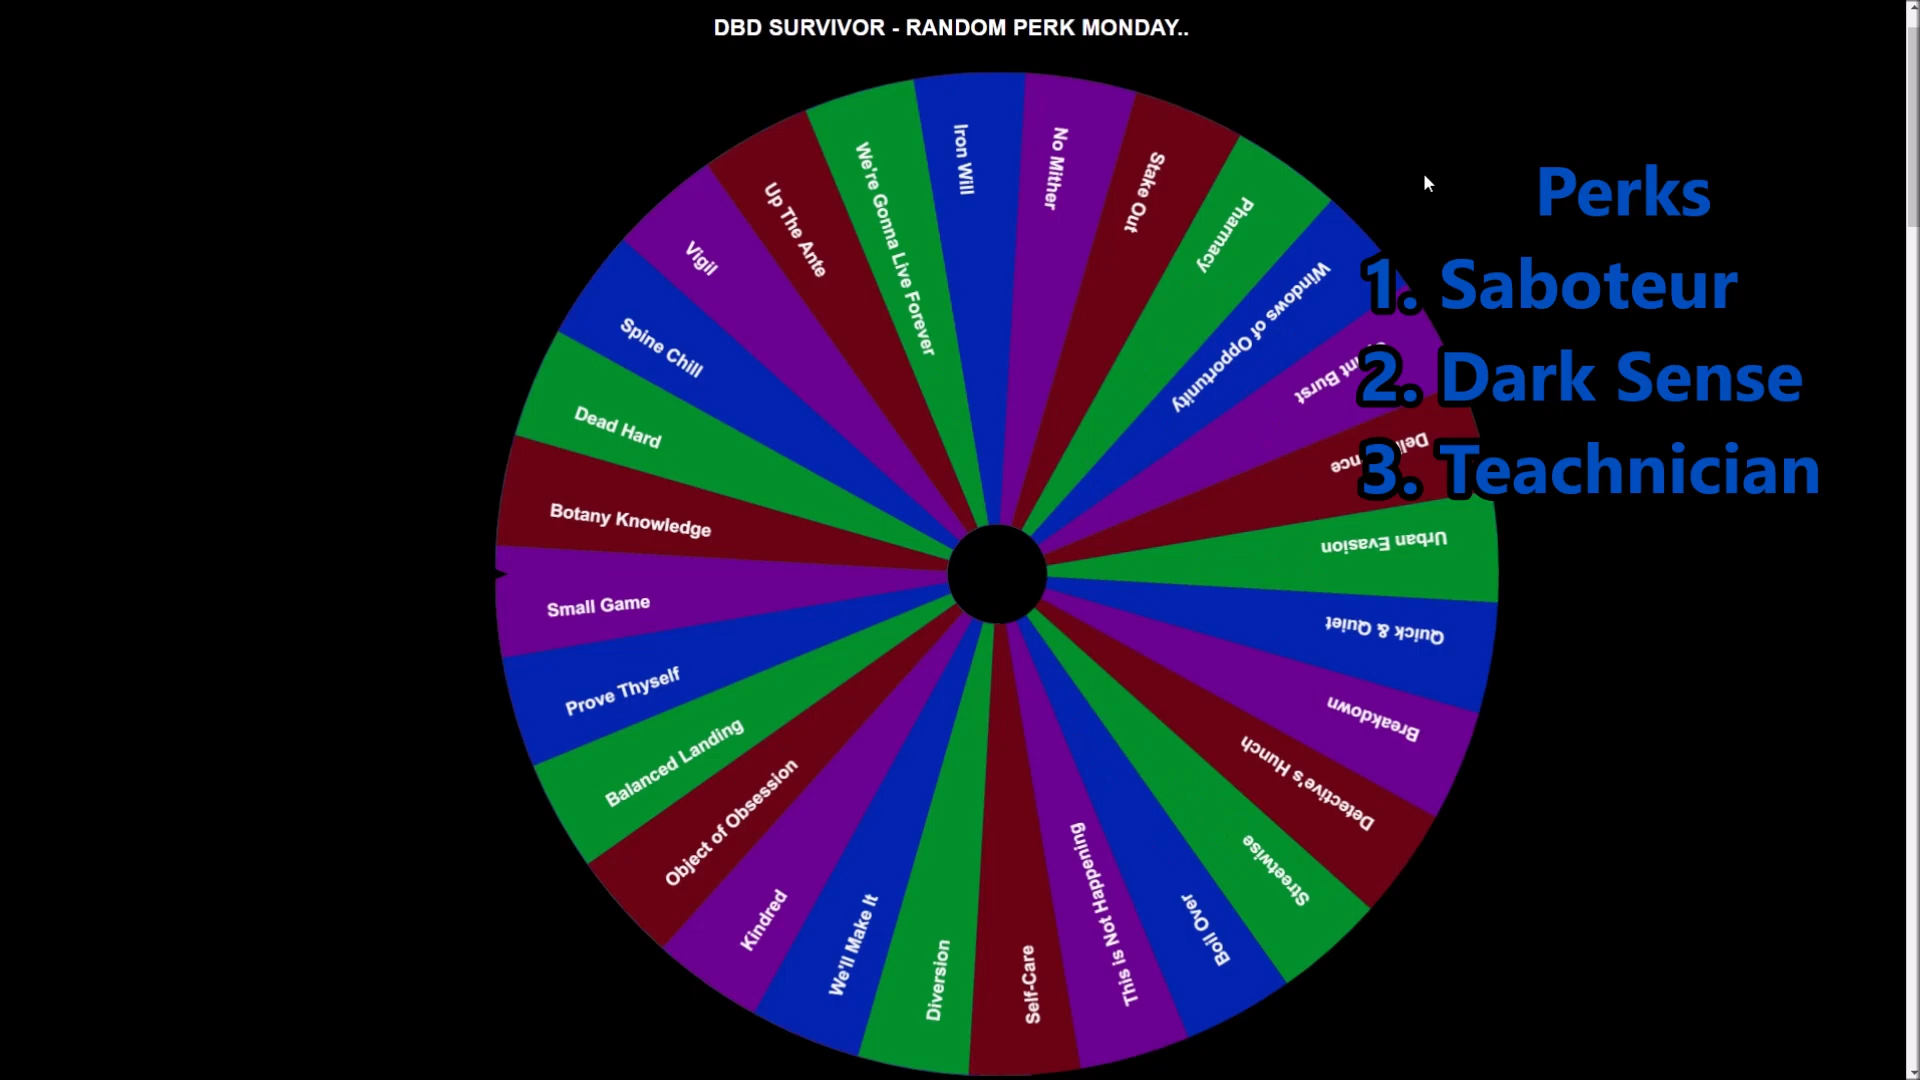 DBD SURVIVOR - RANDOM PERK MONDAY..
Perks
1. Saboteur
2. Dark Sense
3. Teachnician
Iron Will
No Mither
Stake Out
Pharmacy
Windows of Opportunity
Burst
Urban Evasion
Quick & Quiet
Breakdown
Detective's Hunch
Streetwise
Boil Over
This is Not Happening
Self-Care
Diversion
We'll Make It
Kindred
Object of Obsession
Balanced Landing
Prove Thyself
Small Game
Botany Knowledge
Dead Hard
Spine Chill
Vigil
Up The Ante
We're Gonna Live Forever